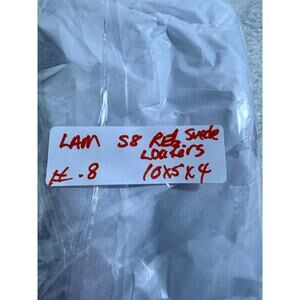 LAM S8 REd Suede
Loafers
#.8 10x5x4